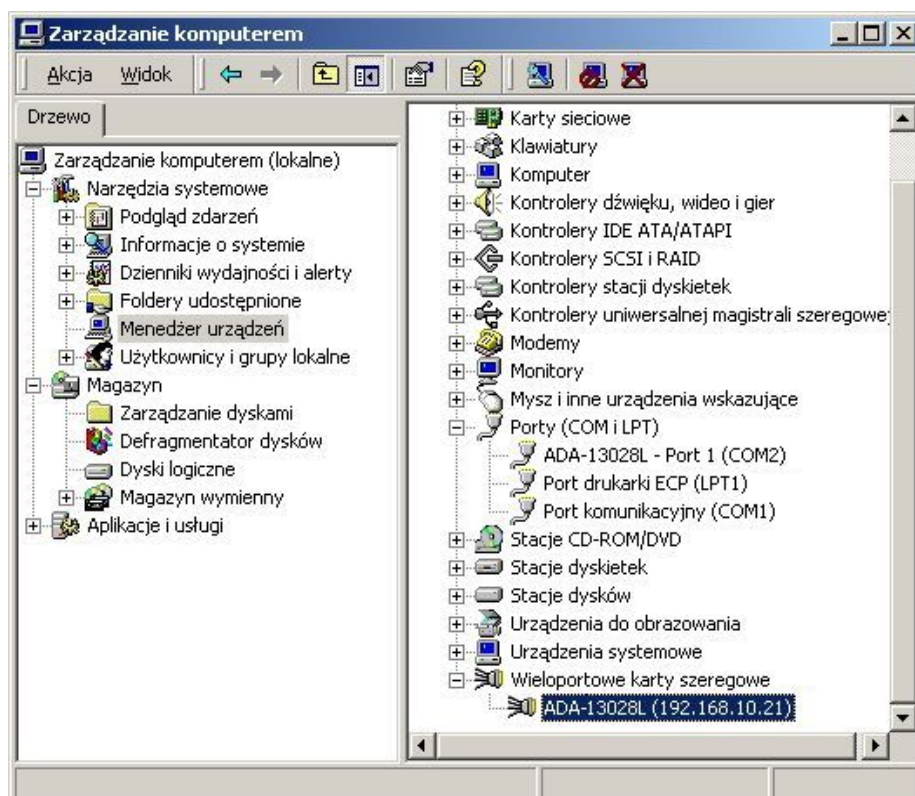 Zarządzanie komputerem
Akcja Widok
Drzewo
Zarządzanie komputerem (lokalne)
Narzędzia systemowe
Podgląd zdarzeń
Informacje o systemie
Dzienniki wydajności i alerty
Foldery udostępnione
Menedżer urządzeń
Użytkownicy i grupy lokalne
Magazyn
Zarządzanie dyskami
Defragmentator dysków
Dyski logiczne
Magazyn wymienny
Aplikacje i usługi
Karty sieciowe
Klawiatury
Komputer
Kontrolery dźwięku, wideo i gier
Kontrolery IDE ATA/ATAPI
Kontrolery SCSI i RAID
Kontrolery stacji dyskietek
Kontrolery uniwersalnej magistrali szeregowej
Modemy
Monitory
Mysz i inne urządzenia wskazujące
Porty (COM i LPT)
ADA-13028L - Port 1 (COM2)
Port drukarki ECP (LPT1)
Port komunikacyjny (COM1)
Stacje CD-ROM/DVD
Stacje dyskietek
Stacje dysków
Urządzenia do obrazowania
Urządzenia systemowe
Wieloportowe karty szeregowe
ADA-13028L (192.168.10.21)